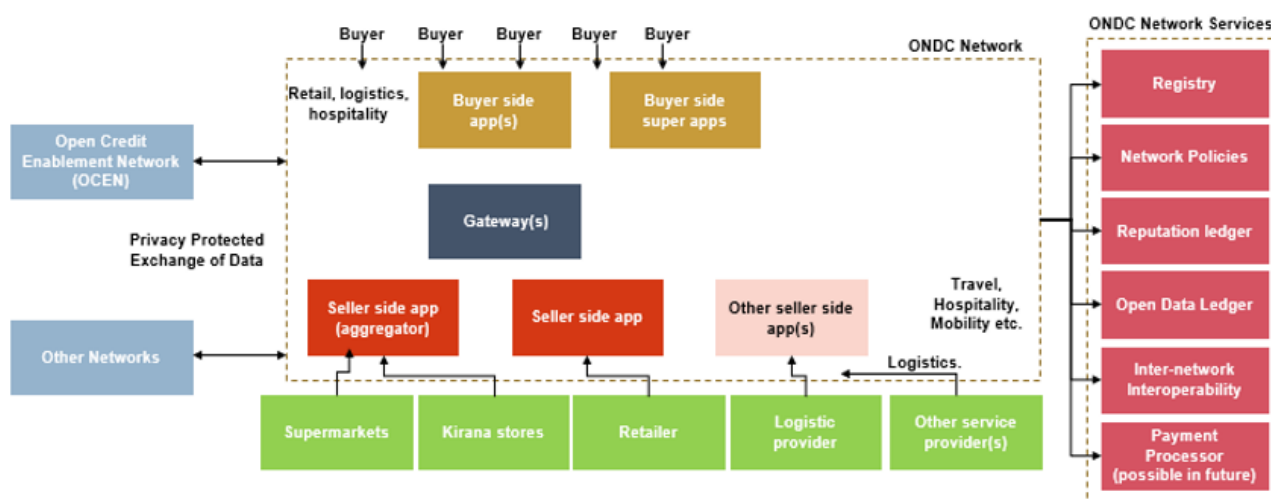 ONDC Network Services
Buyer Buyer Buyer Buyer Buyer
ONDC Network
Retail, logistics,
hospitality
Buyer side
app(s)
Buyer side
super apps
Registry
Open Credit
Enablement Network
(OCEN)
Network Policies
Gateway(s)
Reputation ledger
Privacy Protected
Exchange of Data
Travel,
Hospitality,
Mobility etc.
Seller side app
(aggregator)
Seller side app
Other seller side
app(s)
Open Data Ledger
Other Networks
Logistics.
Inter-network
Interoperability
Supermarkets
Kirana stores
Retailer
Logistic
provider
Other service
provider(s)
Payment
Processor
(possible in future)